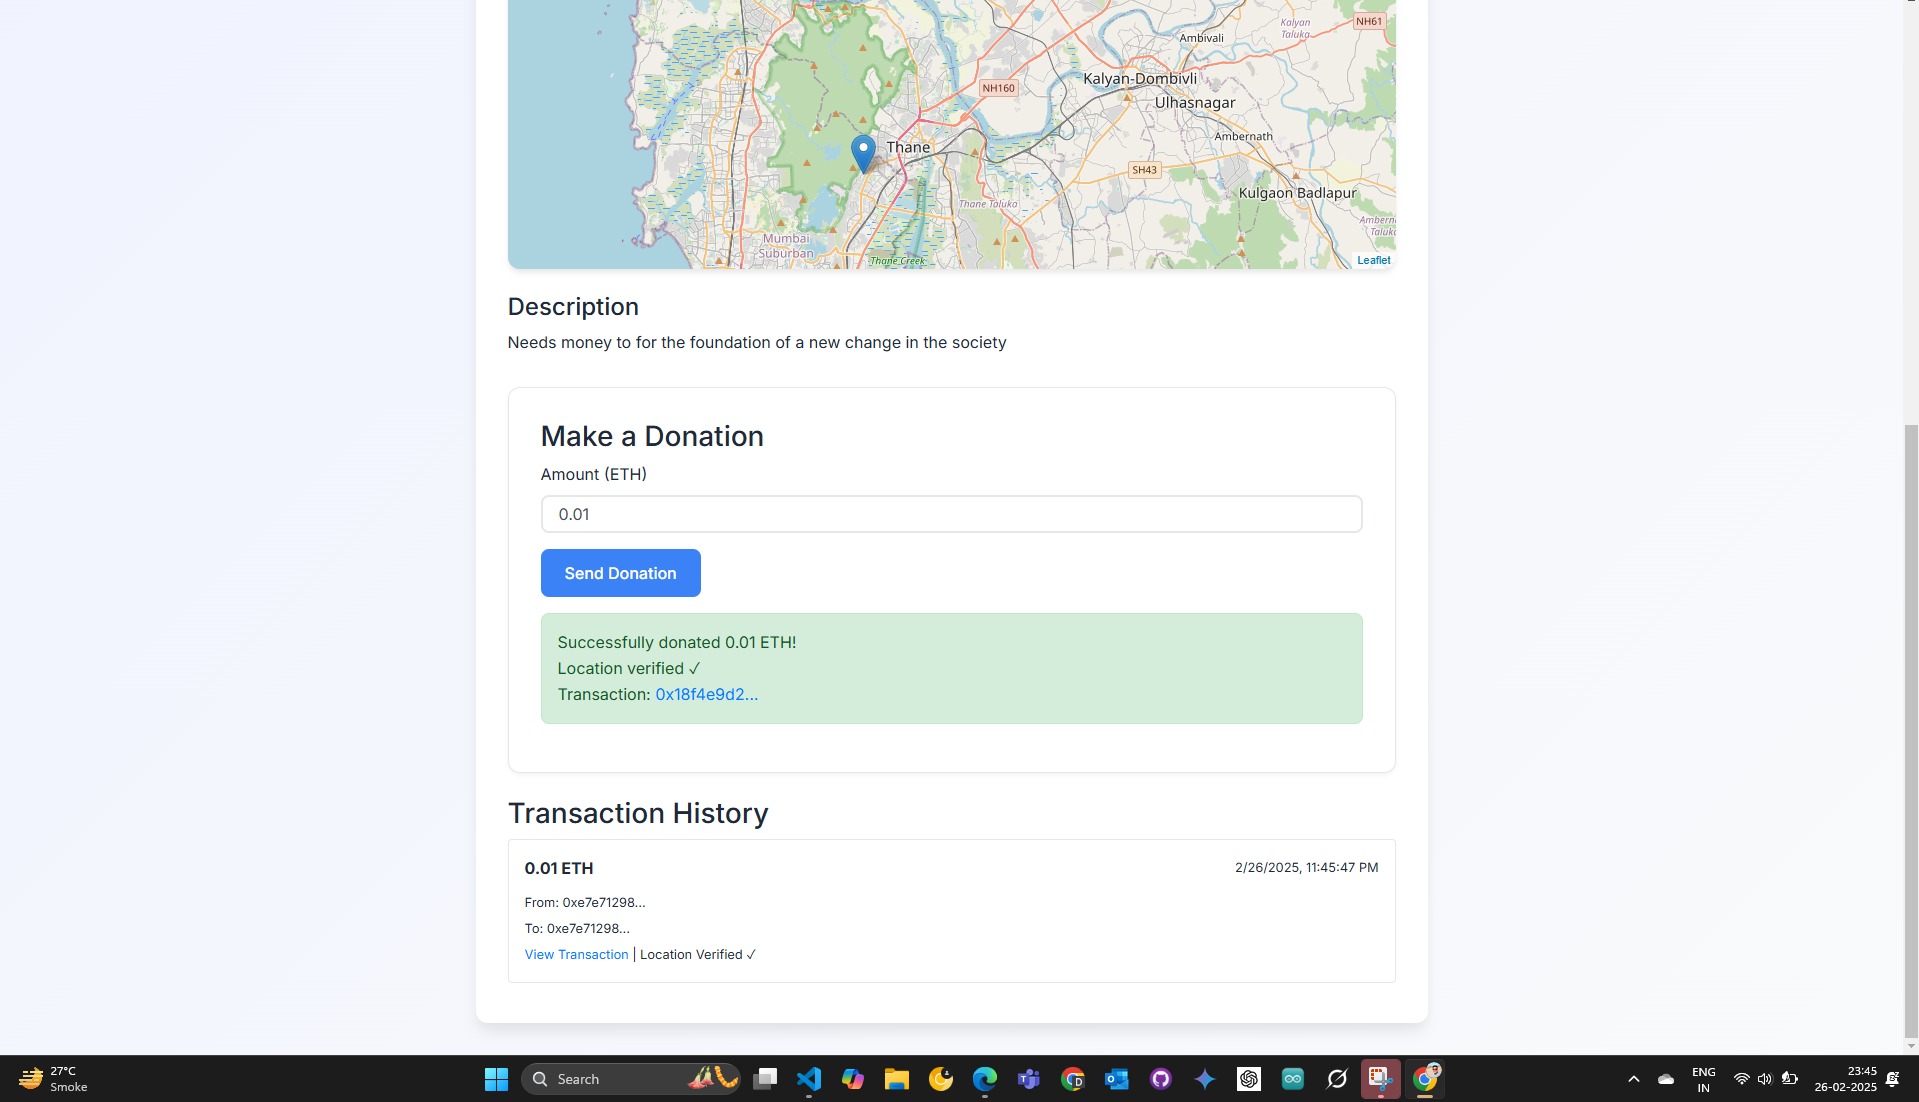 NH61
Kalyan
Taluka
Ambivali
Kalyan-Dombivli
NH160
Ulhasnagar
Ambernath
Thane
SH43
Kulgaon Badlapur
Thane Taluka
Ambern
Taluk
Mumbai
Suburban
Thane Creek
Leaflet
Description
Needs money to for the foundation of a new change in the society
Make a Donation
Amount (ETH)
0.01
Send Donation
Successfully donated 0.01 ETH!
Location verified ✓
Transaction: 0x18f4e9d2...
Transaction History
0.01 ETH
2/26/2025, 11:45:47 PM
From: 0xe7e71298...
To: 0xe7e71298...
View Transaction | Location Verified ✓
27°C
Smoke
Search
ENG
IN
23:45
26-02-2025